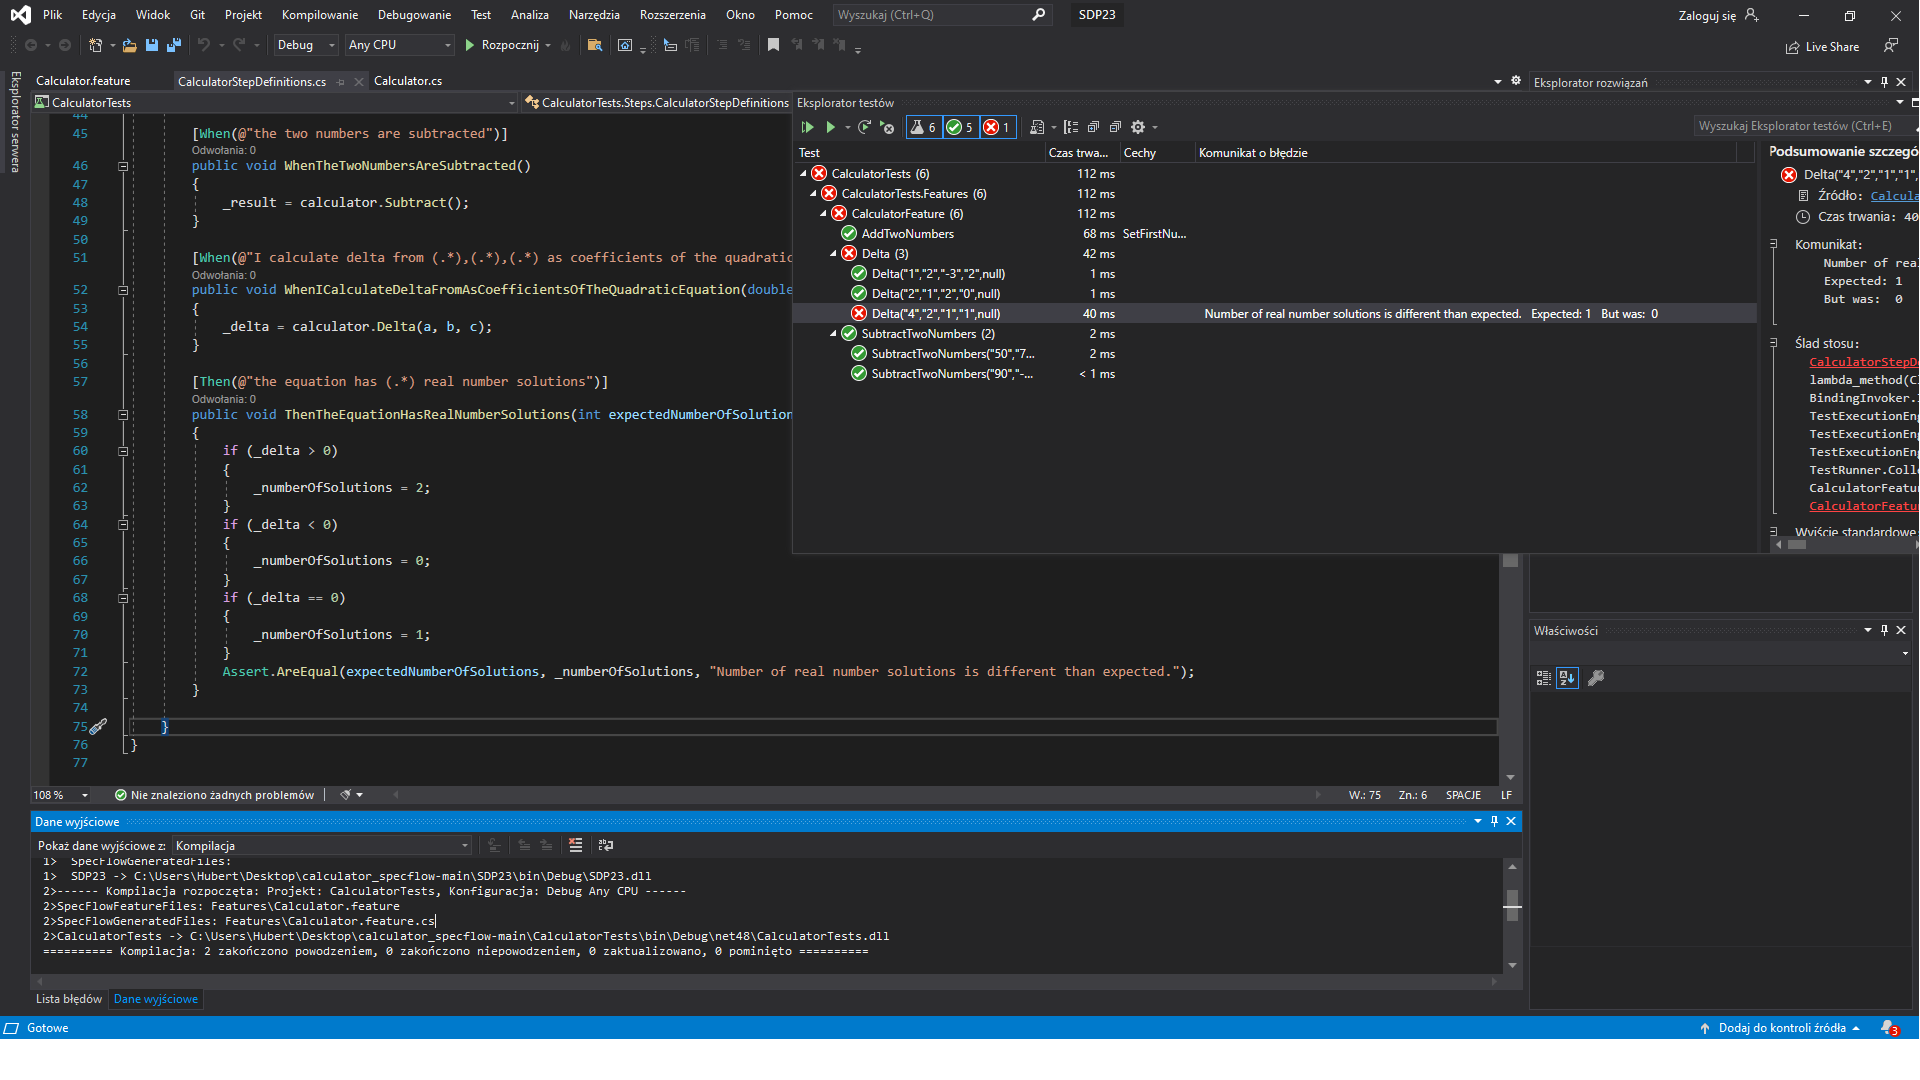 Plik Edycja Widok Git Projekt Kompilowanie Debugowanie Test Analiza Narzędzia Rozszerzenia Okno Pomoc Wyszukaj (Ctrl+Q) SDP23 Zaloguj się
Debug Any CPU Rozpocznij Live Share
Eksplorator serwera
Calculator.feature CalculatorStepDefinitions.cs Calculator.cs
CalculatorTests CalculatorTests.Steps.CalculatorStepDefinitions
44
45 [When(@"the two numbers are subtracted")]
Odwołania: 0
46 public void WhenTheTwoNumbersAreSubtracted()
47 {
48 _result = calculator.Subtract();
49 }
50
51 [When(@"I calculate delta from (.*),(.*),(.*) as coefficients of the quadratic
Odwołania: 0
52 public void WhenICalculateDeltaFromAsCoefficientsOfTheQuadraticEquation(double
53 {
54 _delta = calculator.Delta(a, b, c);
55 }
56
57 [Then(@"the equation has (.*) real number solutions")]
Odwołania: 0
58 public void ThenTheEquationHasRealNumberSolutions(int expectedNumberOfSolution
59 {
60 if (_delta > 0)
61 {
62 _numberOfSolutions = 2;
63 }
64 if (_delta < 0)
65 {
66 _numberOfSolutions = 0;
67 }
68 if (_delta == 0)
69 {
70 _numberOfSolutions = 1;
71 }
72 Assert.AreEqual(expectedNumberOfSolutions, _numberOfSolutions, "Number of real number solutions is different than expected.");
73 }
74
75 }
76 }
77
108 % Nie znaleziono żadnych problemów W.: 75 Zn.: 6 SPACJE LF
Eksplorator testów
6 5 1
Wyszukaj Eksplorator testów (Ctrl+E)
Test Czas trwa... Cechy Komunikat o błędzie
CalculatorTests (6) 112 ms
CalculatorTests.Features (6) 112 ms
CalculatorFeature (6) 112 ms
AddTwoNumbers 68 ms SetFirstNu...
Delta (3) 42 ms
Delta("1","2","-3","2",null) 1 ms
Delta("2","1","2","0",null) 1 ms
Delta("4","2","1","1",null) 40 ms Number of real number solutions is different than expected. Expected: 1 But was: 0
SubtractTwoNumbers (2) 2 ms
SubtractTwoNumbers("50","7... 2 ms
SubtractTwoNumbers("90","-... < 1 ms
Eksplorator rozwiązań
Podsumowanie szczegó
Delta("4","2","1","1",
Źródło: Calcula
Czas trwania: 40
Komunikat:
Number of real
Expected: 1
But was: 0
Ślad stosu:
CalculatorStepDe
lambda_method(Cl
BindingInvoker.I
TestExecutionEng
TestExecutionEng
TestExecutionEng
TestRunner.Colle
CalculatorFeatur
CalculatorFeatur
Wyjście standardowe
Właściwości
Dane wyjściowe
Pokaż dane wyjściowe z: Kompilacja
1> SpecFlowGeneratedFiles:
1> SDP23 -> C:\Users\Hubert\Desktop\calculator_specflow-main\SDP23\bin\Debug\SDP23.dll
2>------ Kompilacja rozpoczęta: Projekt: CalculatorTests, Konfiguracja: Debug Any CPU ------
2>SpecFlowFeatureFiles: Features\Calculator.feature
2>SpecFlowGeneratedFiles: Features\Calculator.feature.cs
2>CalculatorTests -> C:\Users\Hubert\Desktop\calculator_specflow-main\CalculatorTests\bin\Debug\net48\CalculatorTests.dll
========== Kompilacja: 2 zakończono powodzeniem, 0 zakończono niepowodzeniem, 0 zaktualizowano, 0 pominięto ==========
Lista błędów Dane wyjściowe
Gotowe Dodaj do kontroli źródła 3